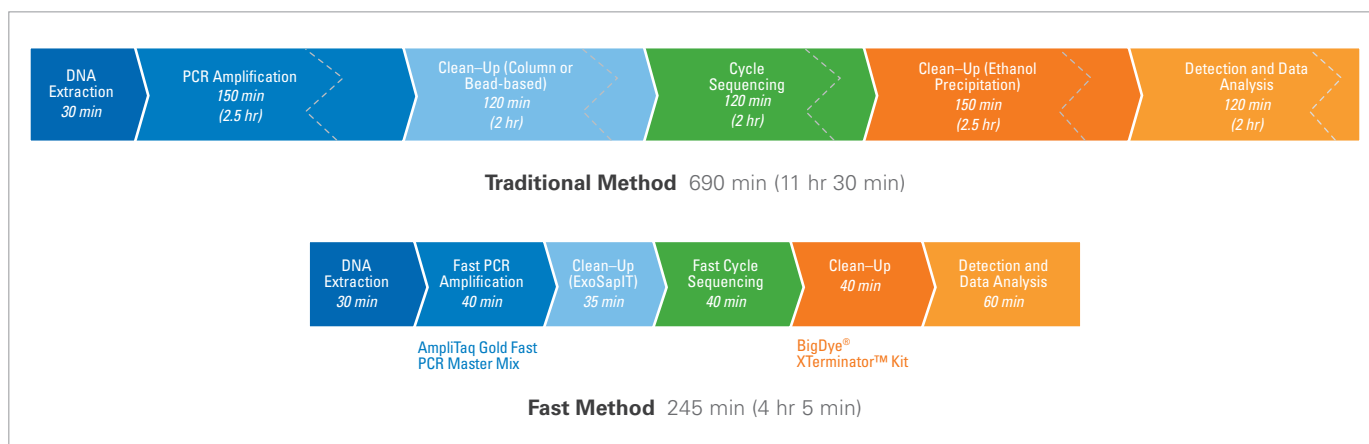 DNA
Extraction
30 min
PCR Amplification
150 min
(2.5 hr)
Clean–Up (Column or
Bead-based)
120 min
(2 hr)
Cycle
Sequencing
120 min
(2 hr)
Clean–Up (Ethanol
Precipitation)
150 min
(2.5 hr)
Detection and Data
Analysis
120 min
(2 hr)
Traditional Method 690 min (11 hr 30 min)
DNA
Extraction
30 min
Fast PCR
Amplification
40 min
Clean–Up
(ExoSapIT)
35 min
Fast Cycle
Sequencing
40 min
Clean–Up
40 min
Detection and
Data Analysis
60 min
AmpliTaq Gold Fast
PCR Master Mix
BigDye®
XTerminator™ Kit
Fast Method 245 min (4 hr 5 min)